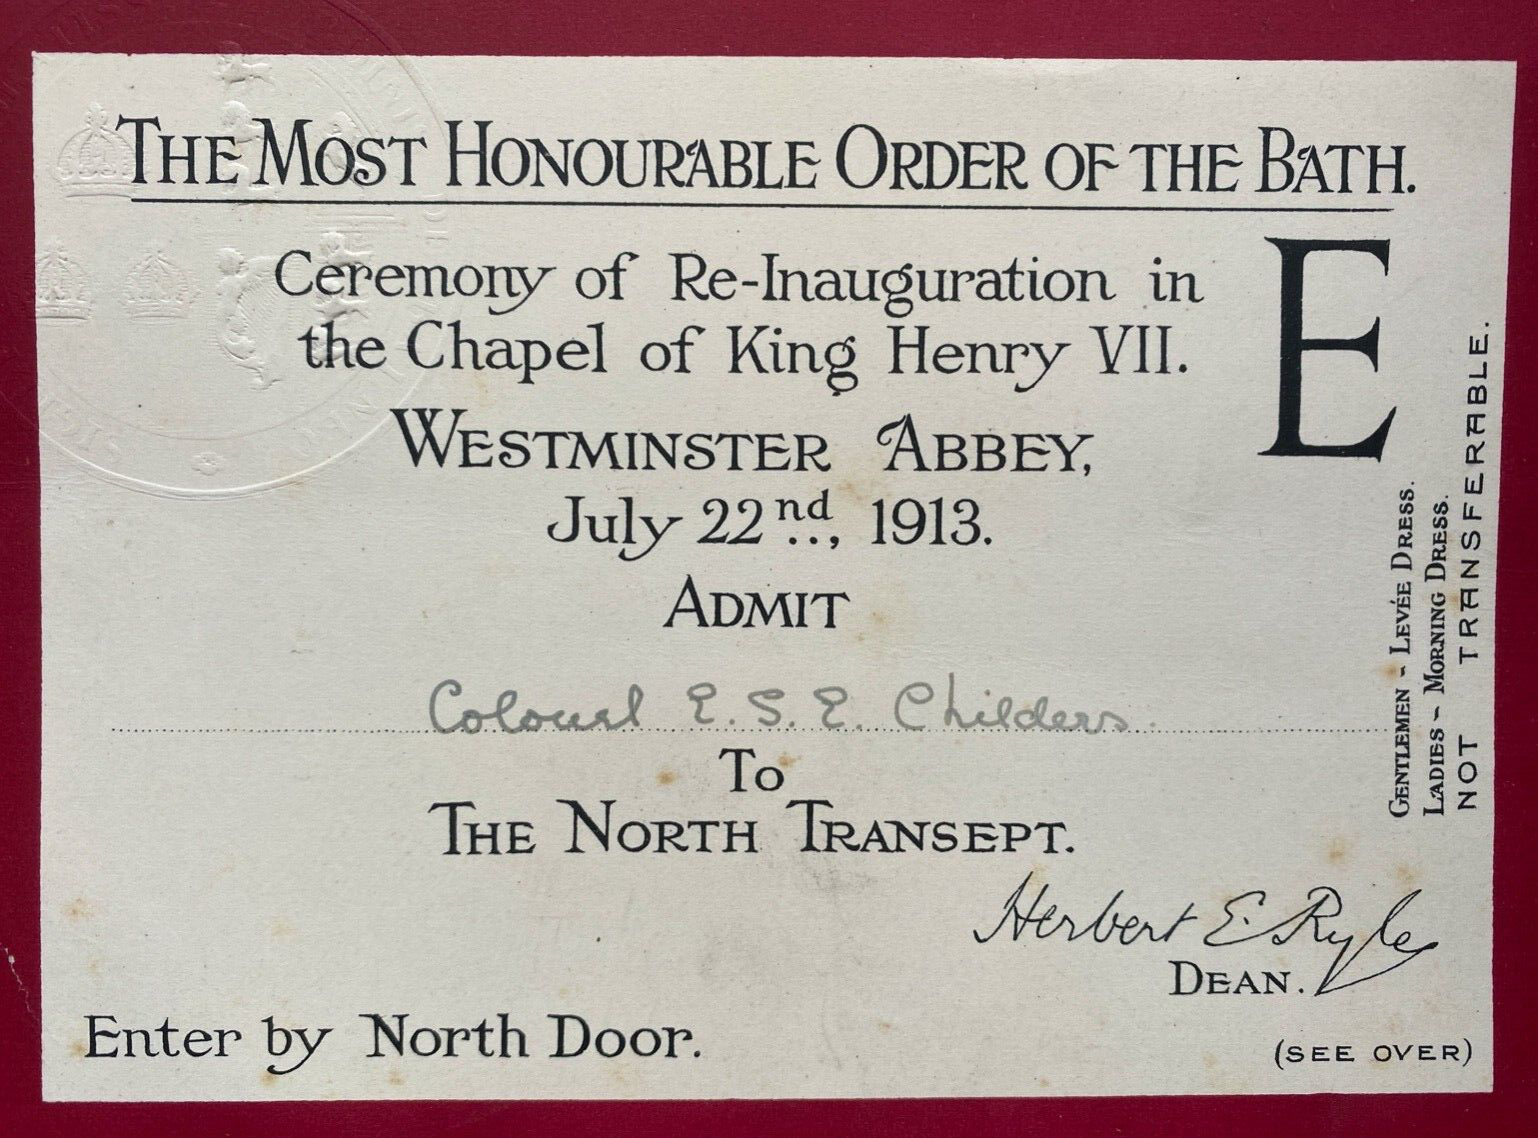 THE MOST HONOURABLE ORDER OF THE BATH.
Ceremony of Re-Inauguration in
the Chapel of King Henry VII.
WESTMINSTER ABBEY,
July 22nd, 1913.
ADMIT
Colonel E. S. E. Childers.
To
THE NORTH TRANSEPT.
Herbert E. Ryle
DEAN.
Enter by North Door.
(SEE OVER)
E
GENTLEMEN - LEVÉE DRESS.
LADIES - MORNING DRESS.
NOT TRANSFERABLE.